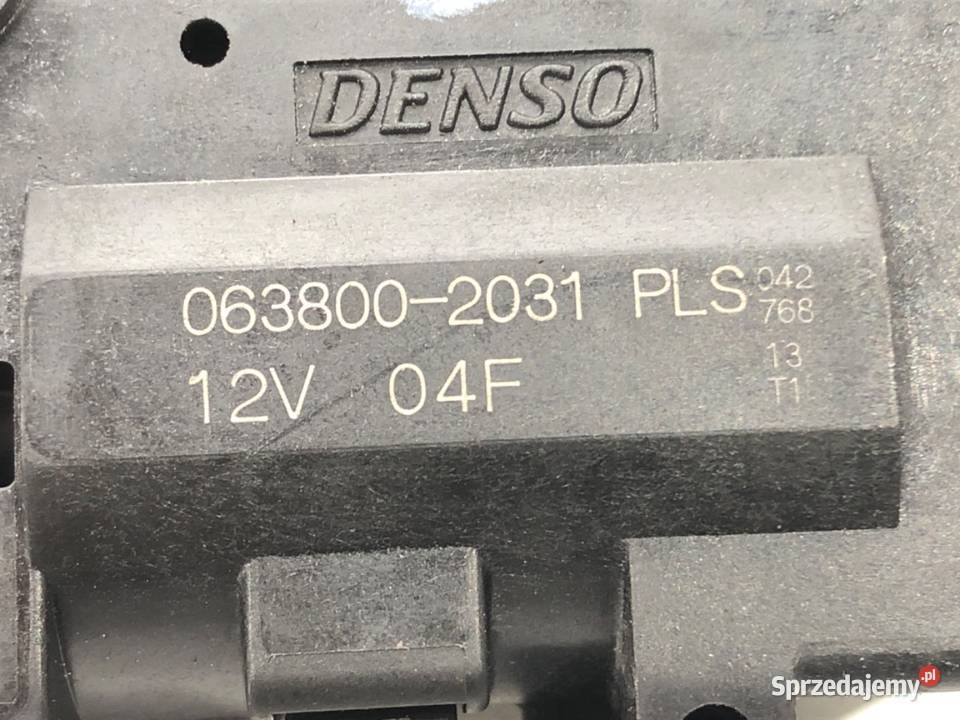 DENSO
063800-2031 PLS 042
768
12V 04F 13
T1
Sprzedajemy.pl